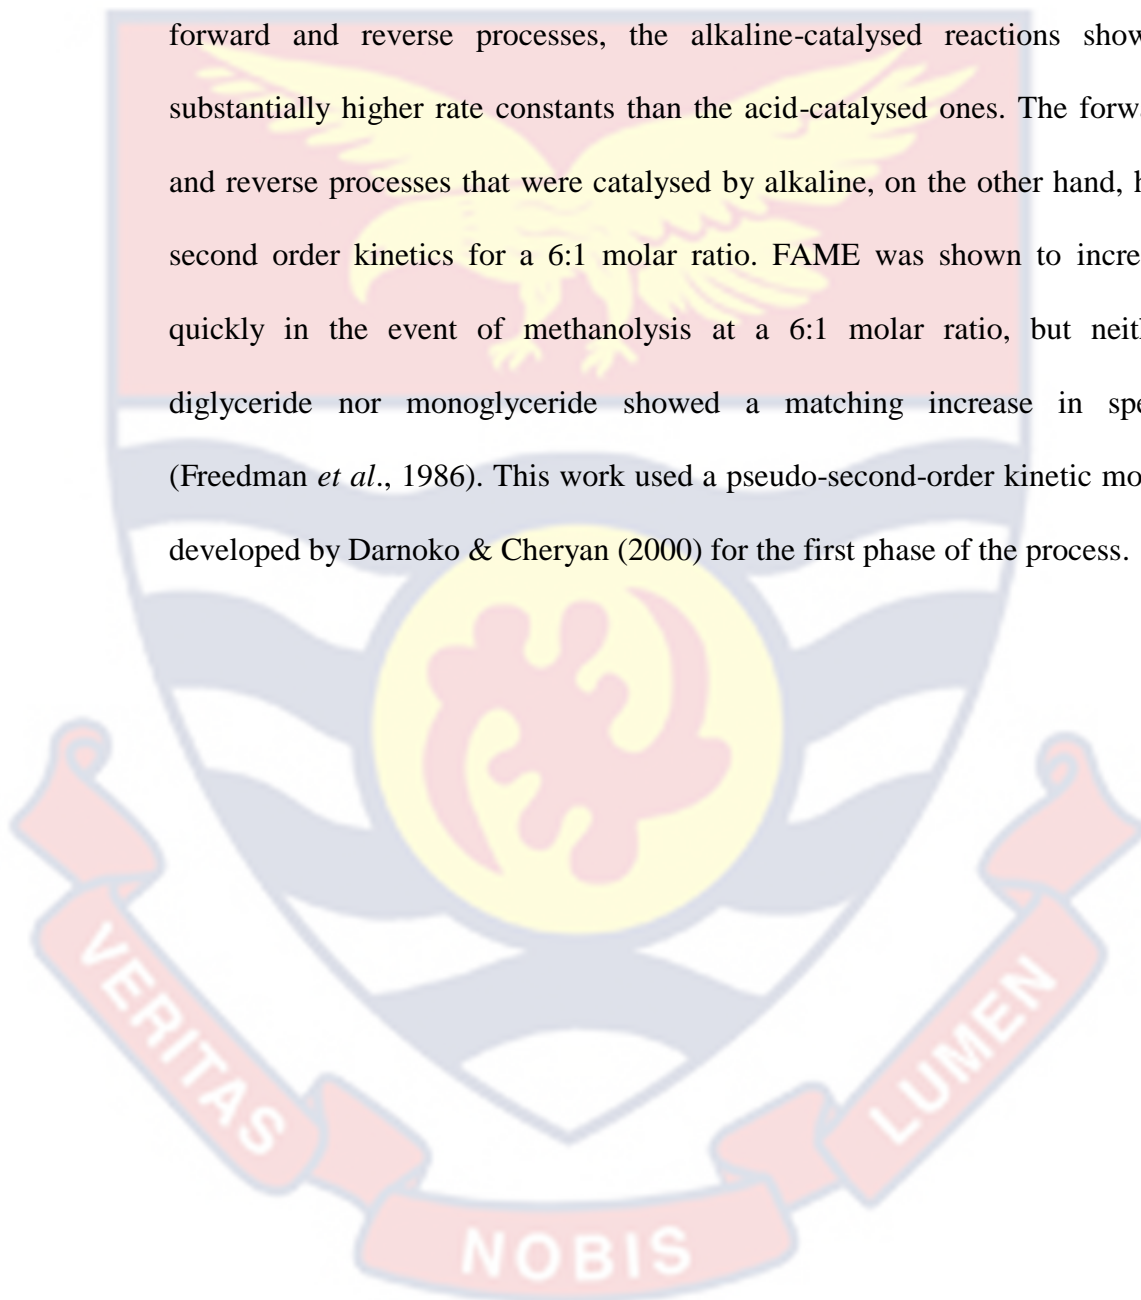 forward and reverse processes, the alkaline-catalysed reactions show
substantially higher rate constants than the acid-catalysed ones. The forw
and reverse processes that were catalysed by alkaline, on the other hand, h
second order kinetics for a 6:1 molar ratio. FAME was shown to incre
quickly in the event of methanolysis at a 6:1 molar ratio, but neit
diglyceride nor monoglyceride showed a matching increase in spe
(Freedman et al., 1986). This work used a pseudo-second-order kinetic mo
developed by Darnoko & Cheryan (2000) for the first phase of the process.
VERITAS
NOBIS
LUMEN